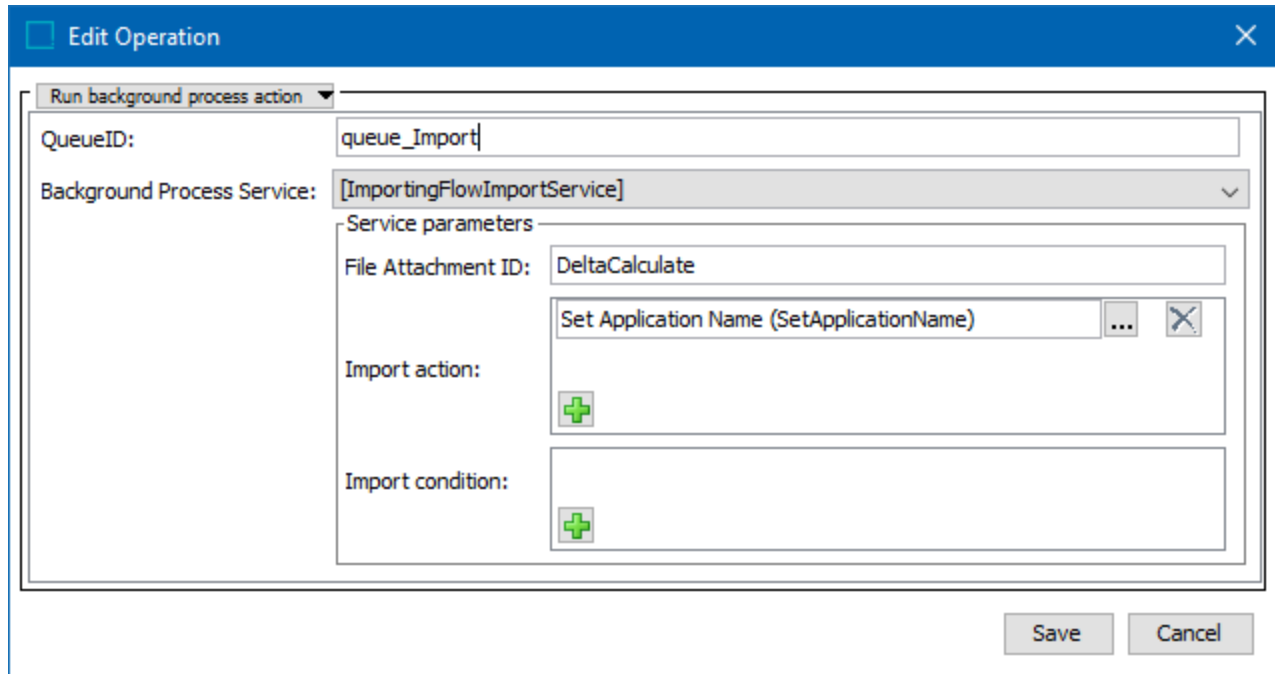 Edit Operation
Run background process action
QueueID: queue_Import
Background Process Service: [ImportingFlowImportService]
Service parameters
File Attachment ID: DeltaCalculate
Set Application Name (SetApplicationName) ...
Import action:
Import condition:
Save Cancel